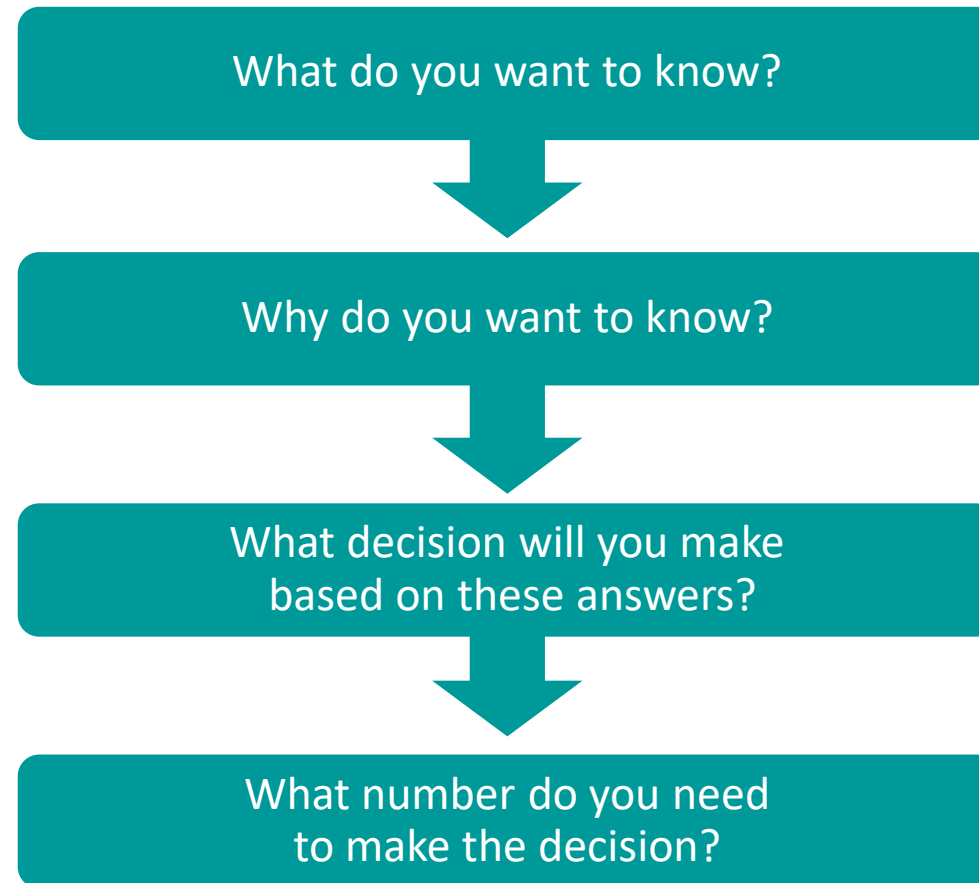 What do you want to know?
Why do you want to know?
What decision will you make
based on these answers?
What number do you need
to make the decision?